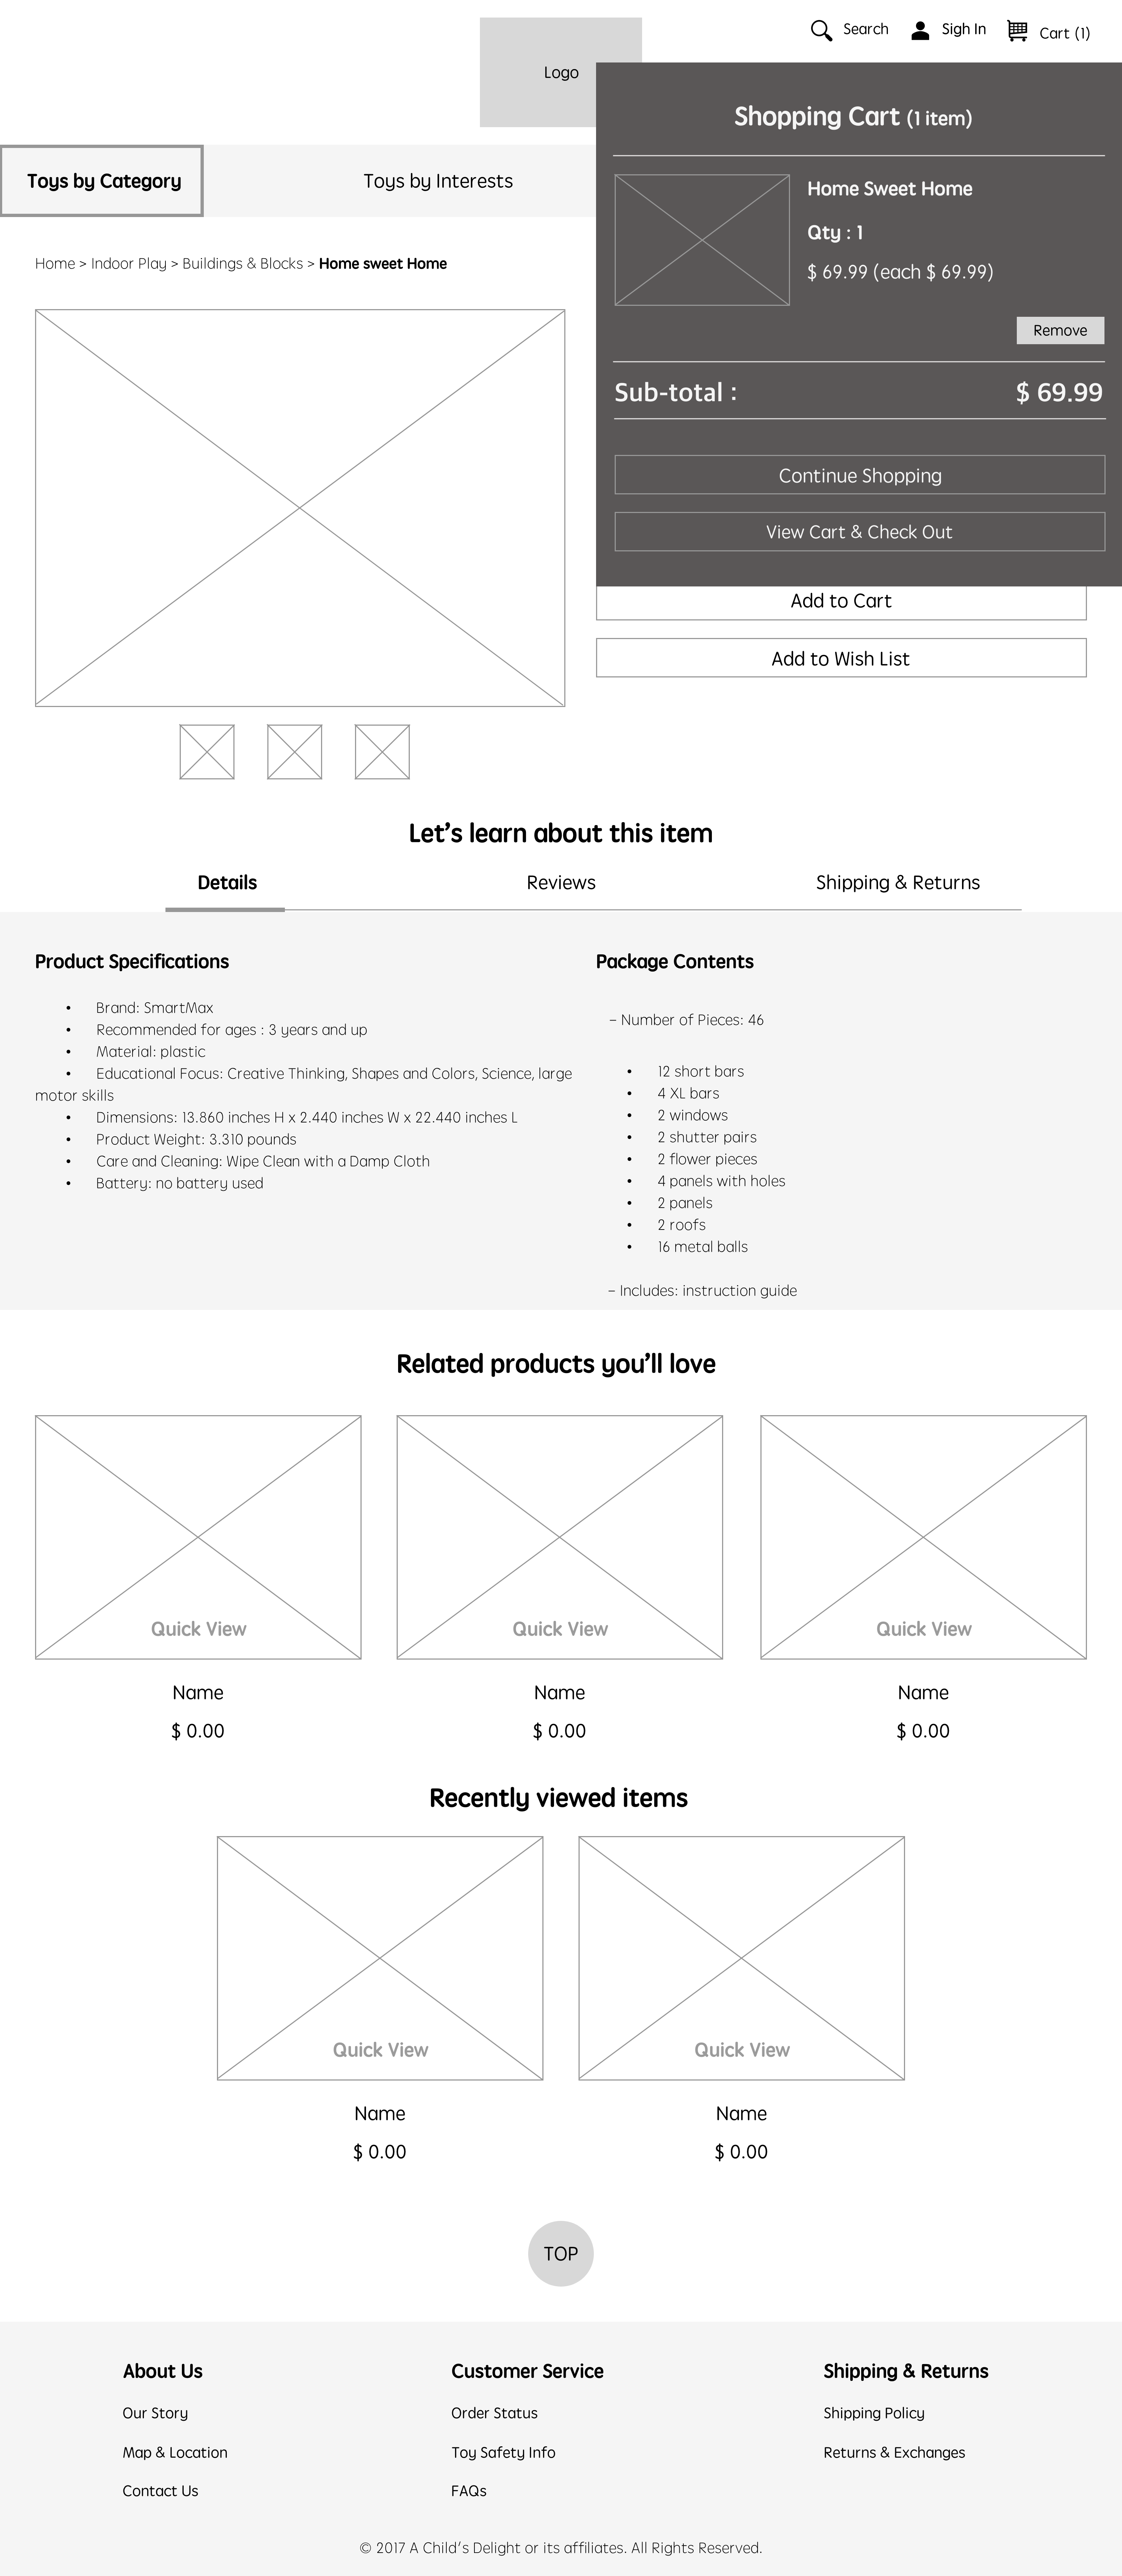 Search
Sigh In
Cart (1)
Logo
Shopping Cart (1 item)
Toys by Category
Toys by Interests
Home Sweet Home
Qty : 1
$ 69.99 (each $ 69.99)
Remove
Home > Indoor Play > Buildings & Blocks > Home sweet Home
Sub-total :
$ 69.99
Continue Shopping
View Cart & Check Out
Add to Cart
Add to Wish List
Let's learn about this item
Details
Reviews
Shipping & Returns
Product Specifications
• Brand: SmartMax
• Recommended for ages : 3 years and up
• Material: plastic
• Educational Focus: Creative Thinking, Shapes and Colors, Science, large
motor skills
• Dimensions: 13.860 inches H x 2.440 inches W x 22.440 inches L
• Product Weight: 3.310 pounds
• Care and Cleaning: Wipe Clean with a Damp Cloth
• Battery: no battery used
Package Contents
– Number of Pieces: 46
• 12 short bars
• 4 XL bars
• 2 windows
• 2 shutter pairs
• 2 flower pieces
• 4 panels with holes
• 2 panels
• 2 roofs
• 16 metal balls
– Includes: instruction guide
Related products you'll love
Quick View
Quick View
Quick View
Name
Name
Name
$ 0.00
$ 0.00
$ 0.00
Recently viewed items
Quick View
Quick View
Name
Name
$ 0.00
$ 0.00
TOP
About Us
Our Story
Map & Location
Contact Us
Customer Service
Order Status
Toy Safety Info
FAQs
Shipping & Returns
Shipping Policy
Returns & Exchanges
© 2017 A Child's Delight or its affiliates. All Rights Reserved.